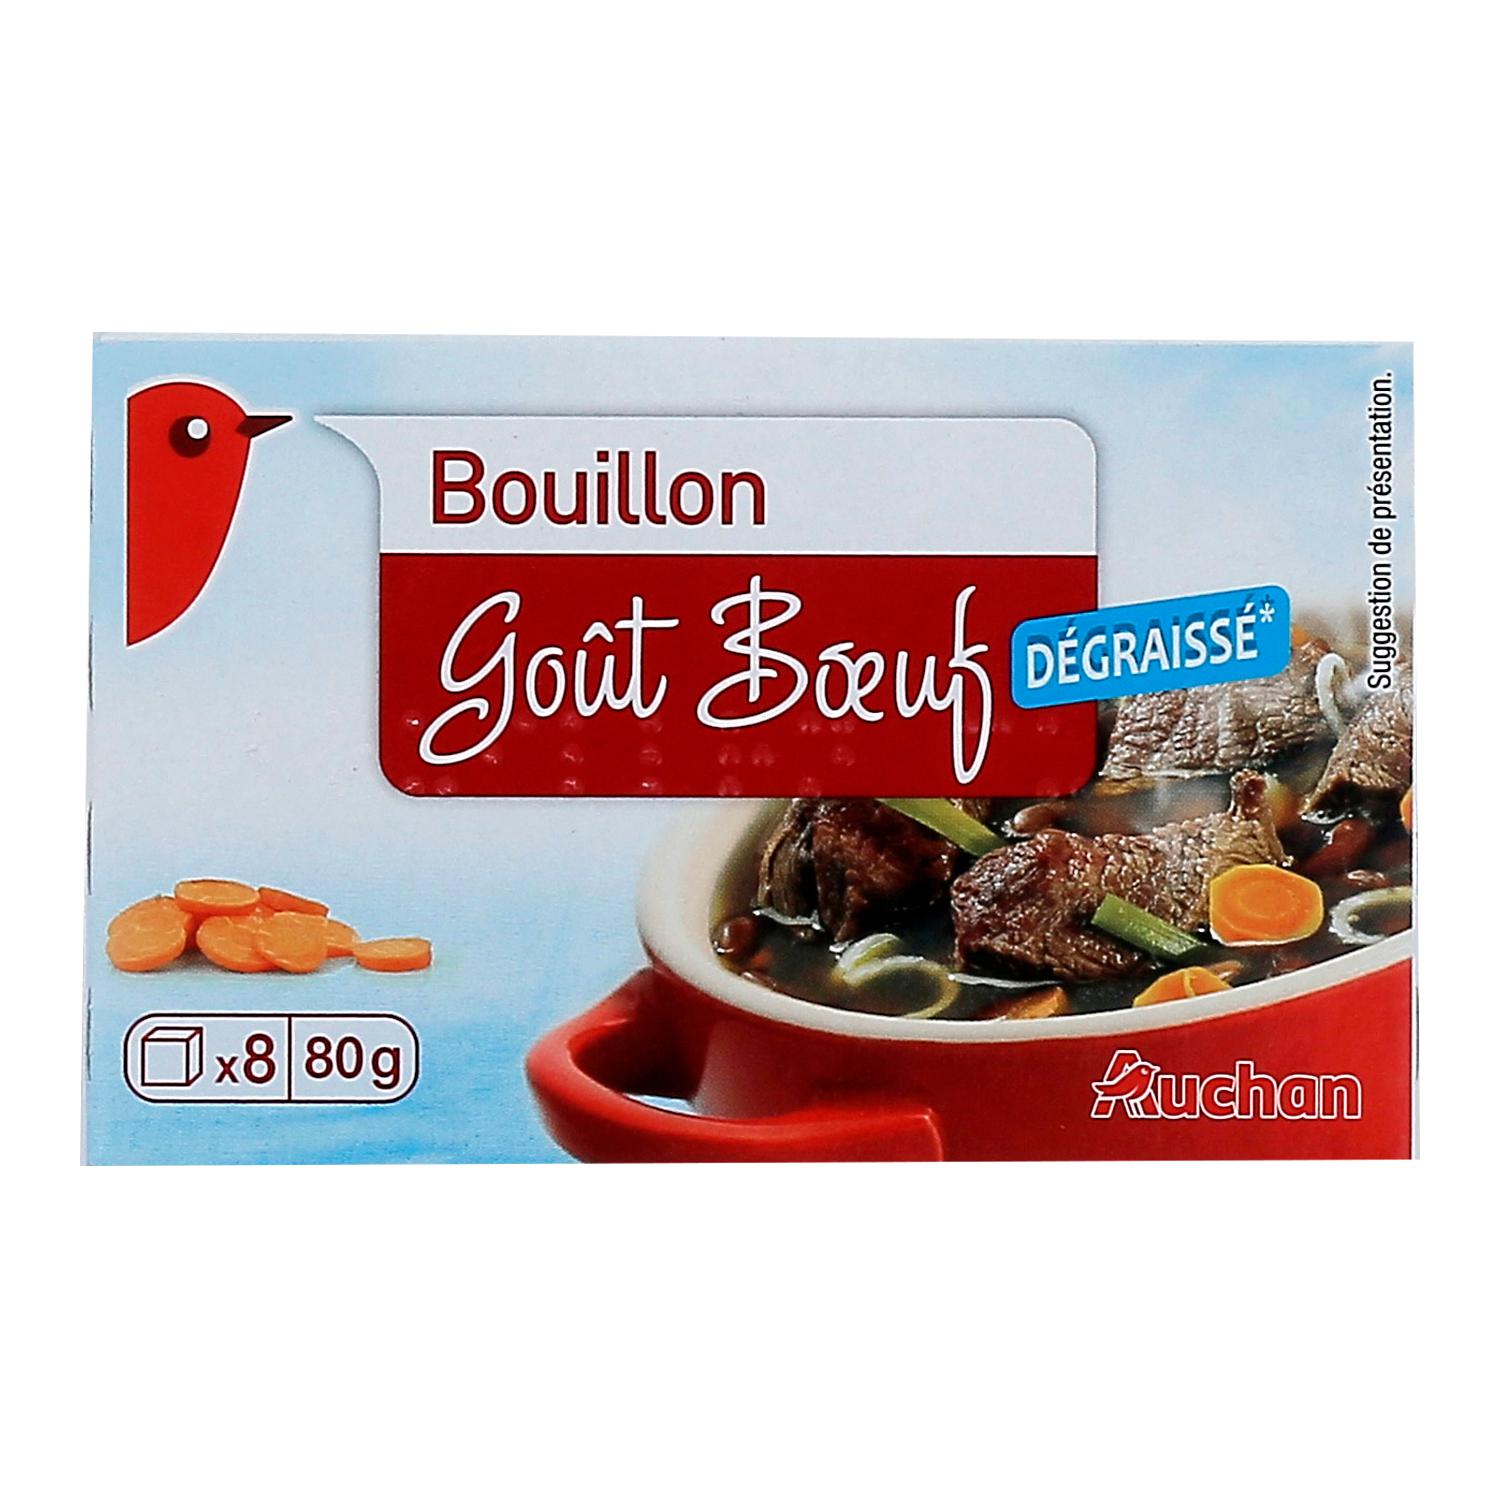 Bouillon
Goût Bœuf
DÉGRAISSÉ*
Suggestion de présentation.
x8 80g
Auchan